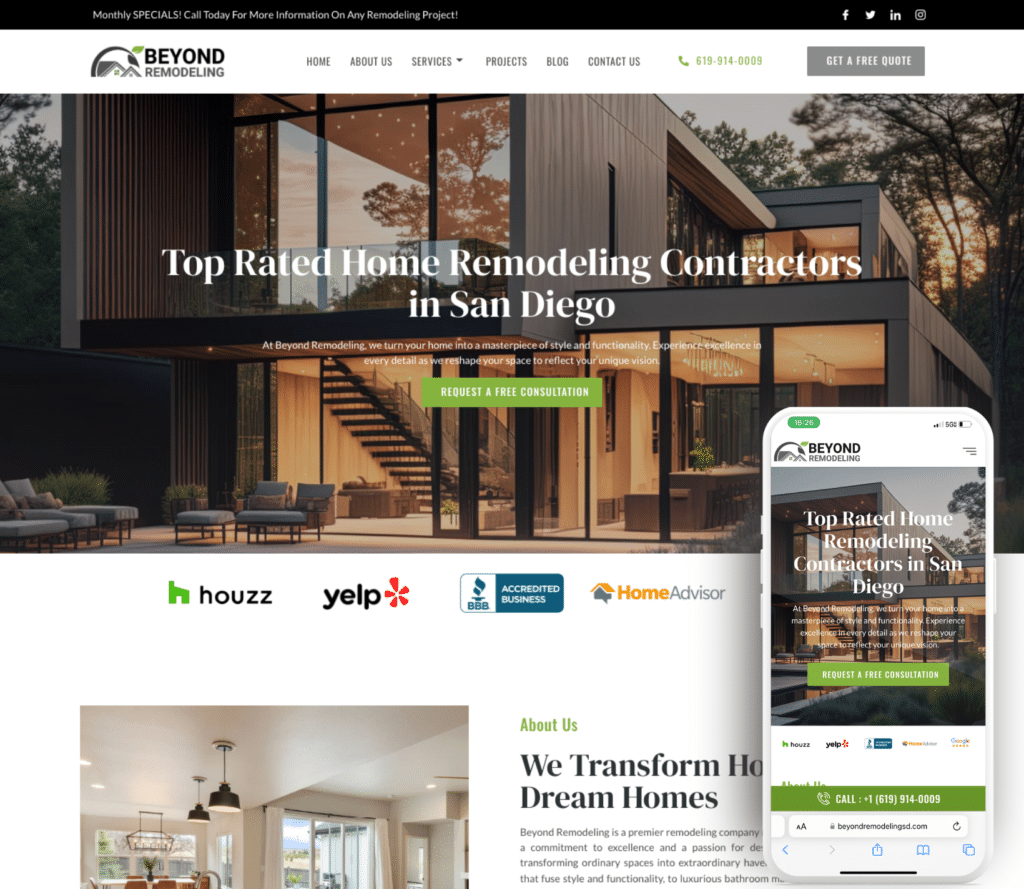 Monthly SPECIALS! Call Today For More Information On Any Remodeling Project!
BEYOND
REMODELING
HOME ABOUT US SERVICES PROJECTS BLOG CONTACT US 619-914-0009 GET A FREE QUOTE
Top Rated Home Remodeling Contractors
in San Diego
At Beyond Remodeling, we turn your home into a masterpiece of style and functionality. Experience excellence in
every detail as we reshape your space to reflect your unique vision.
REQUEST A FREE CONSULTATION
houzz yelp BBB. ACCREDITED BUSINESS HomeAdvisor
About Us
We Transform Ho
Dream Homes
Beyond Remodeling is a premier remodeling company
a commitment to excellence and a passion for
transforming ordinary spaces into extraordinary
that fuse style and functionality, to luxurious bathroom
16:26 5G
BEYOND
REMODELING
Top Rated Home
Remodeling
Contractors in San
Diego
At Beyond Remodeling, we turn your home into a
masterpiece of style and functionality. Experience
excellence in every detail as we reshape your
space to reflect your unique vision.
REQUEST A FREE CONSULTATION
houzz yelp ACCREDITED BUSINESS HomeAdvisor Google
About Us
CALL : +1 (619) 914-0009
AA beyondremodelingsd.com